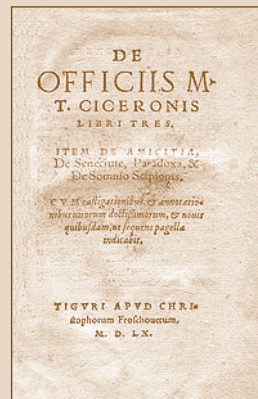 DE
OFFICIIS M.
T. CICERONIS
LIBRI TRES.
ITEM DE AMICITIA,
De Senectute, Paradoxa, &
De Somnio Scipionis.
CVM castigationibus & annotatio-
nibus virorum doctissimorum, & nouis
quibusdam, ut sequens pagella
indicabit.
TIGVRI APVD CHRI-
stophorum Froschouerum.
M. D. LX.